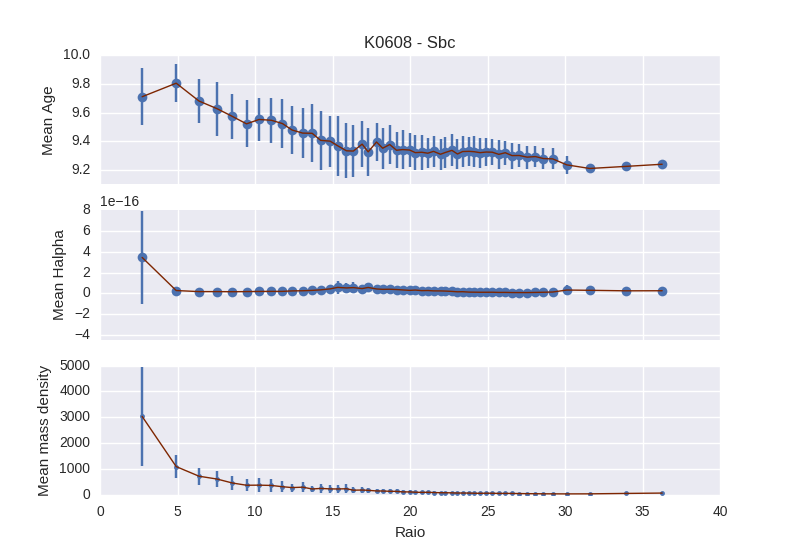 K0608 - Sbc
10.0
9.8
9.6
9.4
9.2
Mean Age
1e−16
8
6
4
2
0
−2
−4
Mean Halpha
5000
4000
3000
2000
1000
0
Mean mass density
0 5 10 15 20 25 30 35 40
Raio